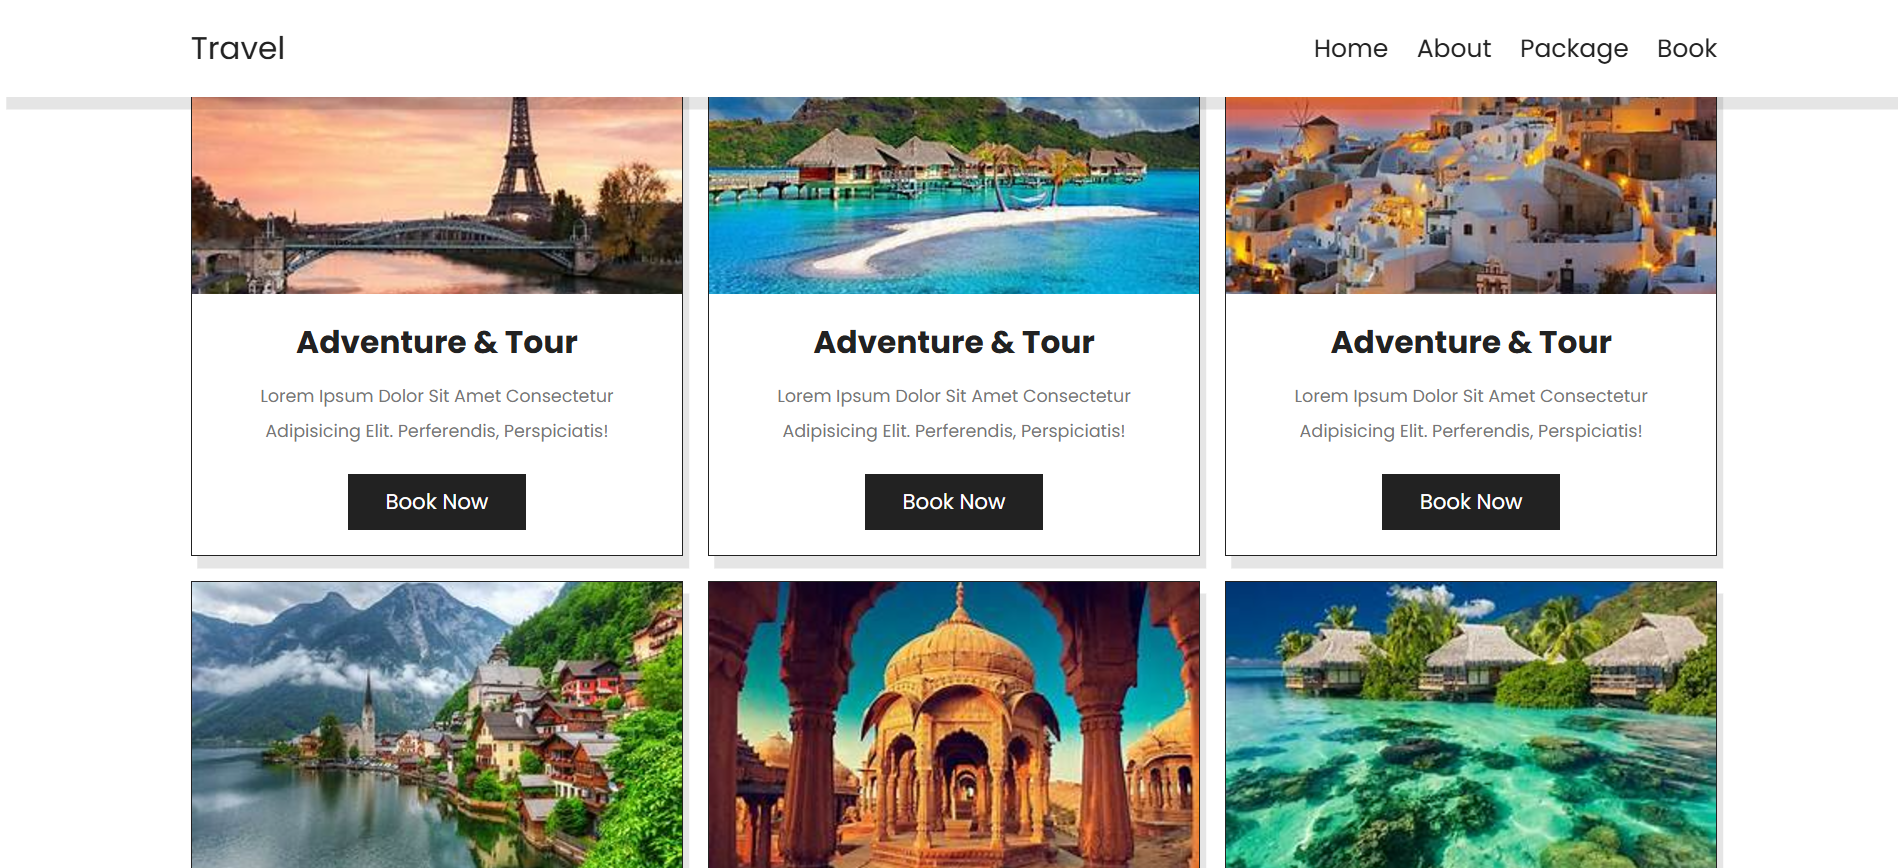 Travel
Home About Package Book
Adventure & Tour
Lorem Ipsum Dolor Sit Amet Consectetur
Adipisicing Elit. Perferendis, Perspiciatis!
Book Now
Adventure & Tour
Lorem Ipsum Dolor Sit Amet Consectetur
Adipisicing Elit. Perferendis, Perspiciatis!
Book Now
Adventure & Tour
Lorem Ipsum Dolor Sit Amet Consectetur
Adipisicing Elit. Perferendis, Perspiciatis!
Book Now